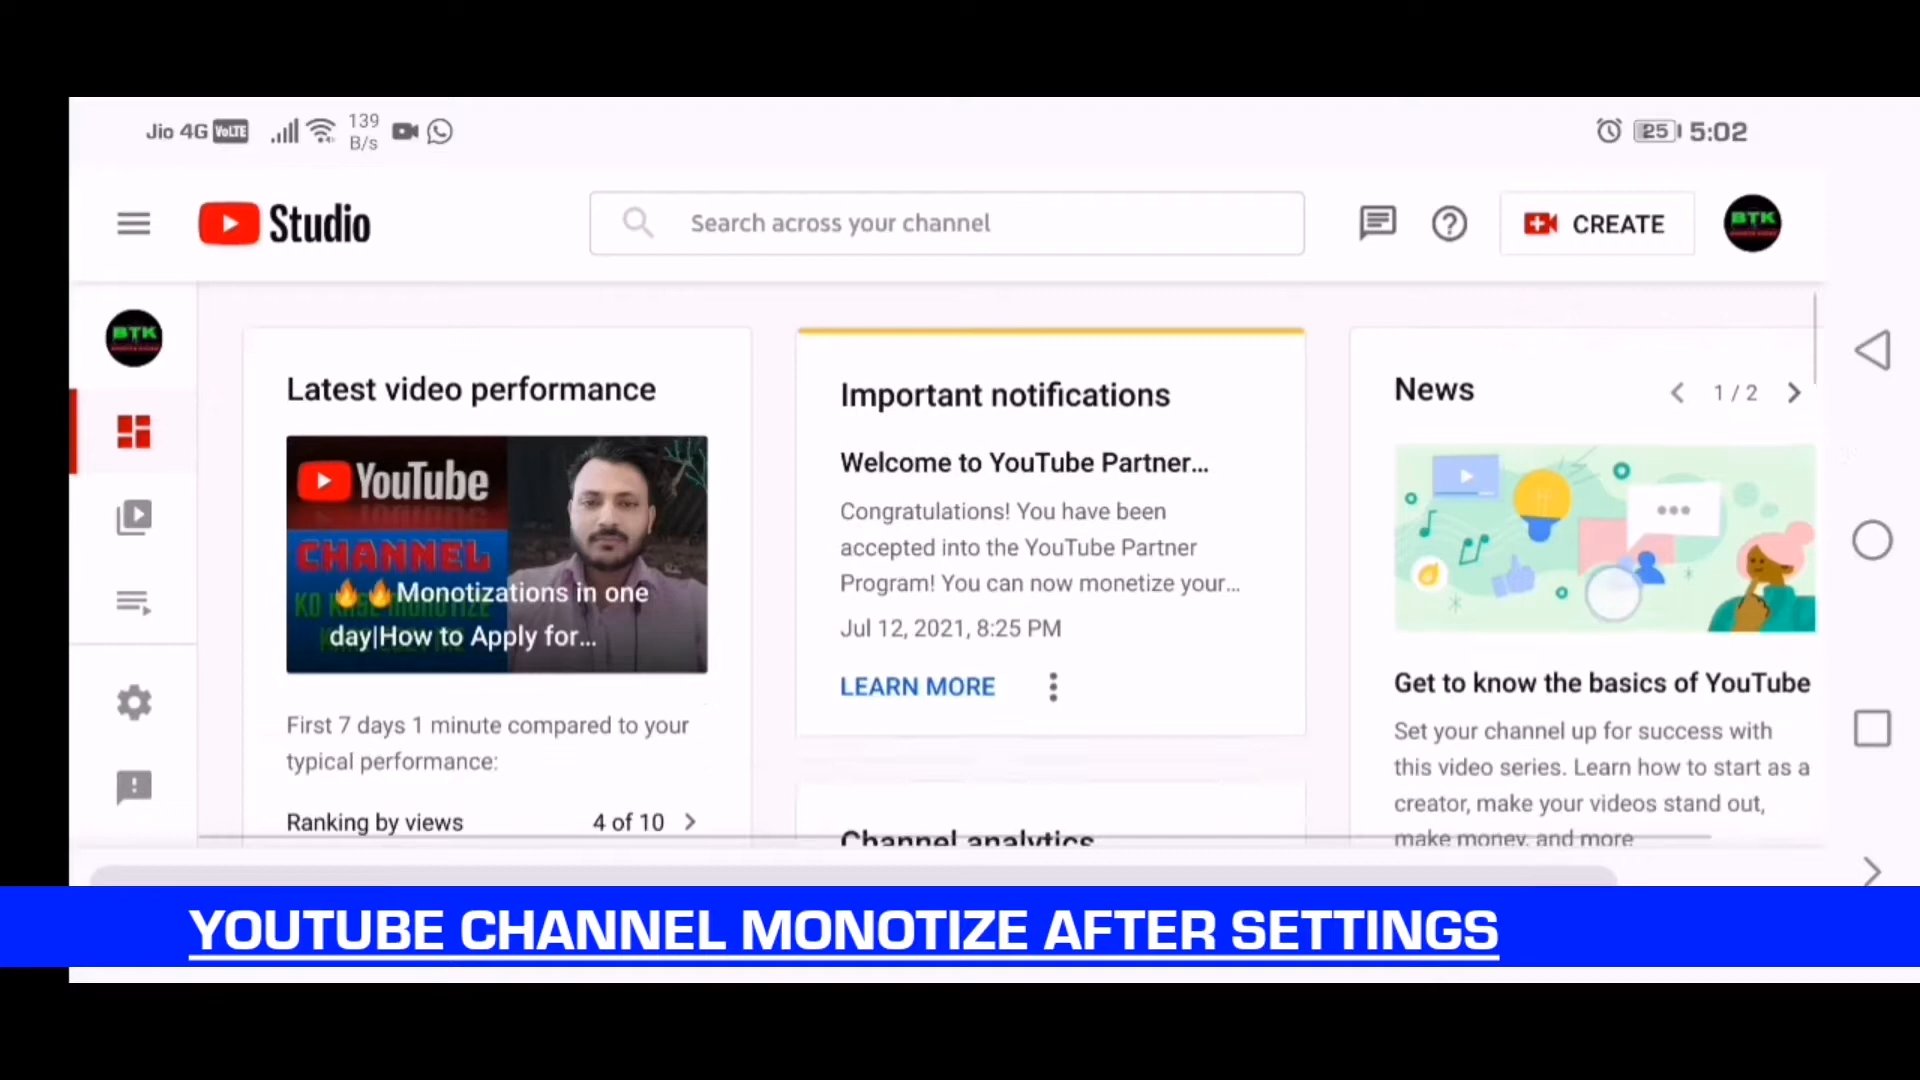 Jio 4G VoLTE 139 B/s 25 5:02
Studio
Search across your channel
CREATE
BTK
BTK
Latest video performance
YouTube
CHANNEL
🔥🔥Monotizations in one
day|How to Apply for...
First 7 days 1 minute compared to your
typical performance:
Ranking by views 4 of 10
Important notifications
Welcome to YouTube Partner...
Congratulations! You have been
accepted into the YouTube Partner
Program! You can now monetize your...
Jul 12, 2021, 8:25 PM
LEARN MORE
Channel analytics
News 1 / 2
Get to know the basics of YouTube
Set your channel up for success with
this video series. Learn how to start as a
creator, make your videos stand out,
make money, and more
YOUTUBE CHANNEL MONOTIZE AFTER SETTINGS